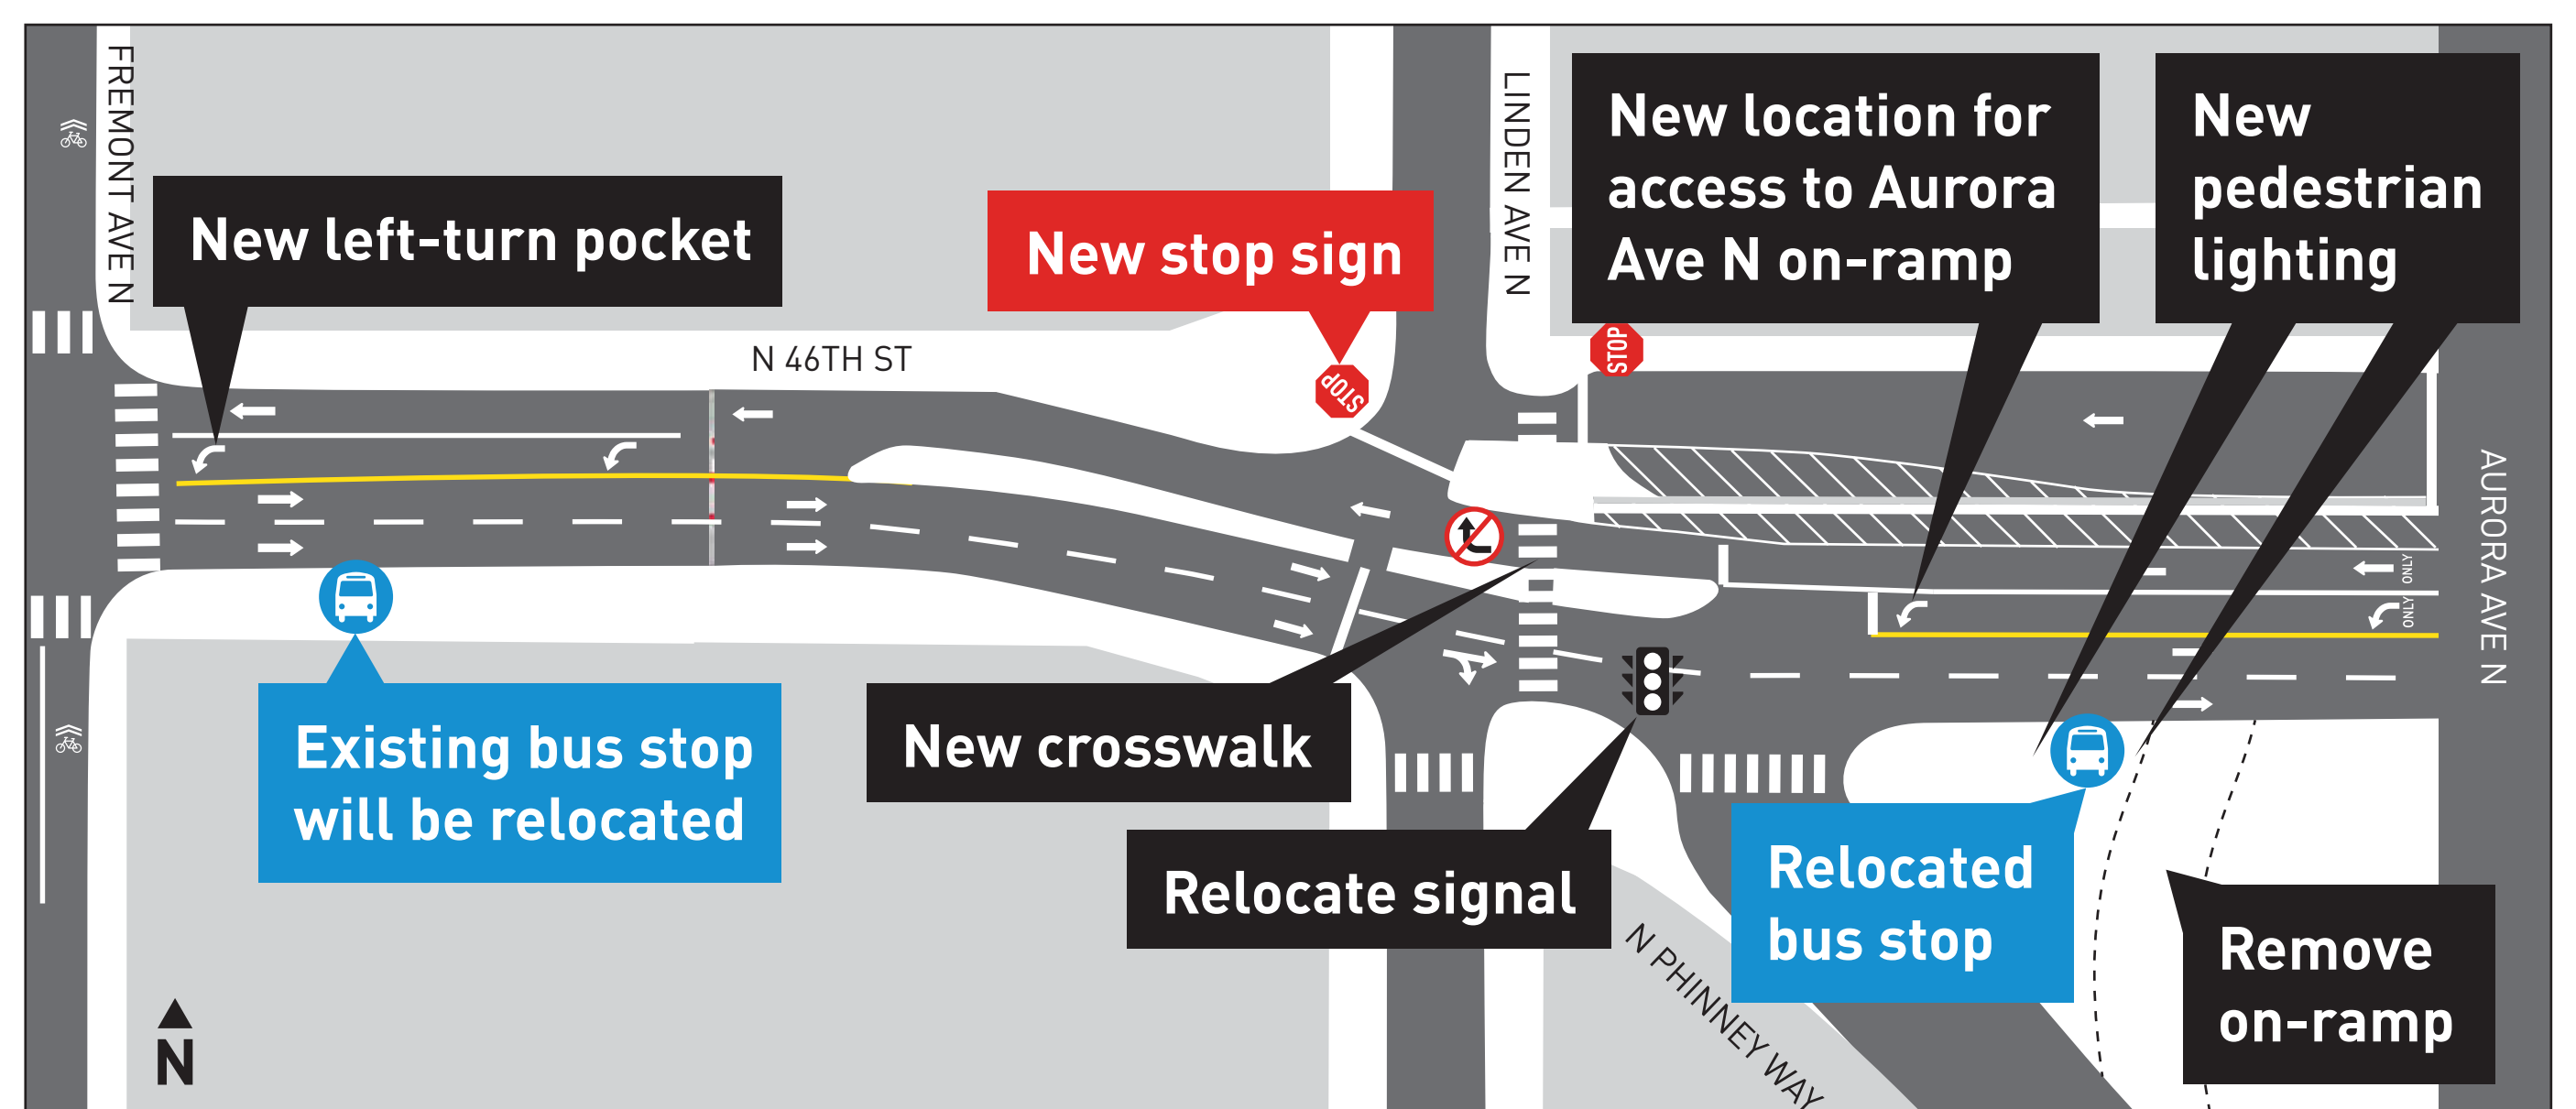 FREMONT AVE N
New left-turn pocket
New stop sign
LINDEN AVE N
New location for
access to Aurora
Ave N on-ramp
New
pedestrian
lighting
N 46TH ST
STOP
STOP
AURORA AVE N
ONLY
ONLY
Existing bus stop
will be relocated
New crosswalk
Relocate signal
Relocated
bus stop
Remove
on-ramp
N PHINNEY WAY
N